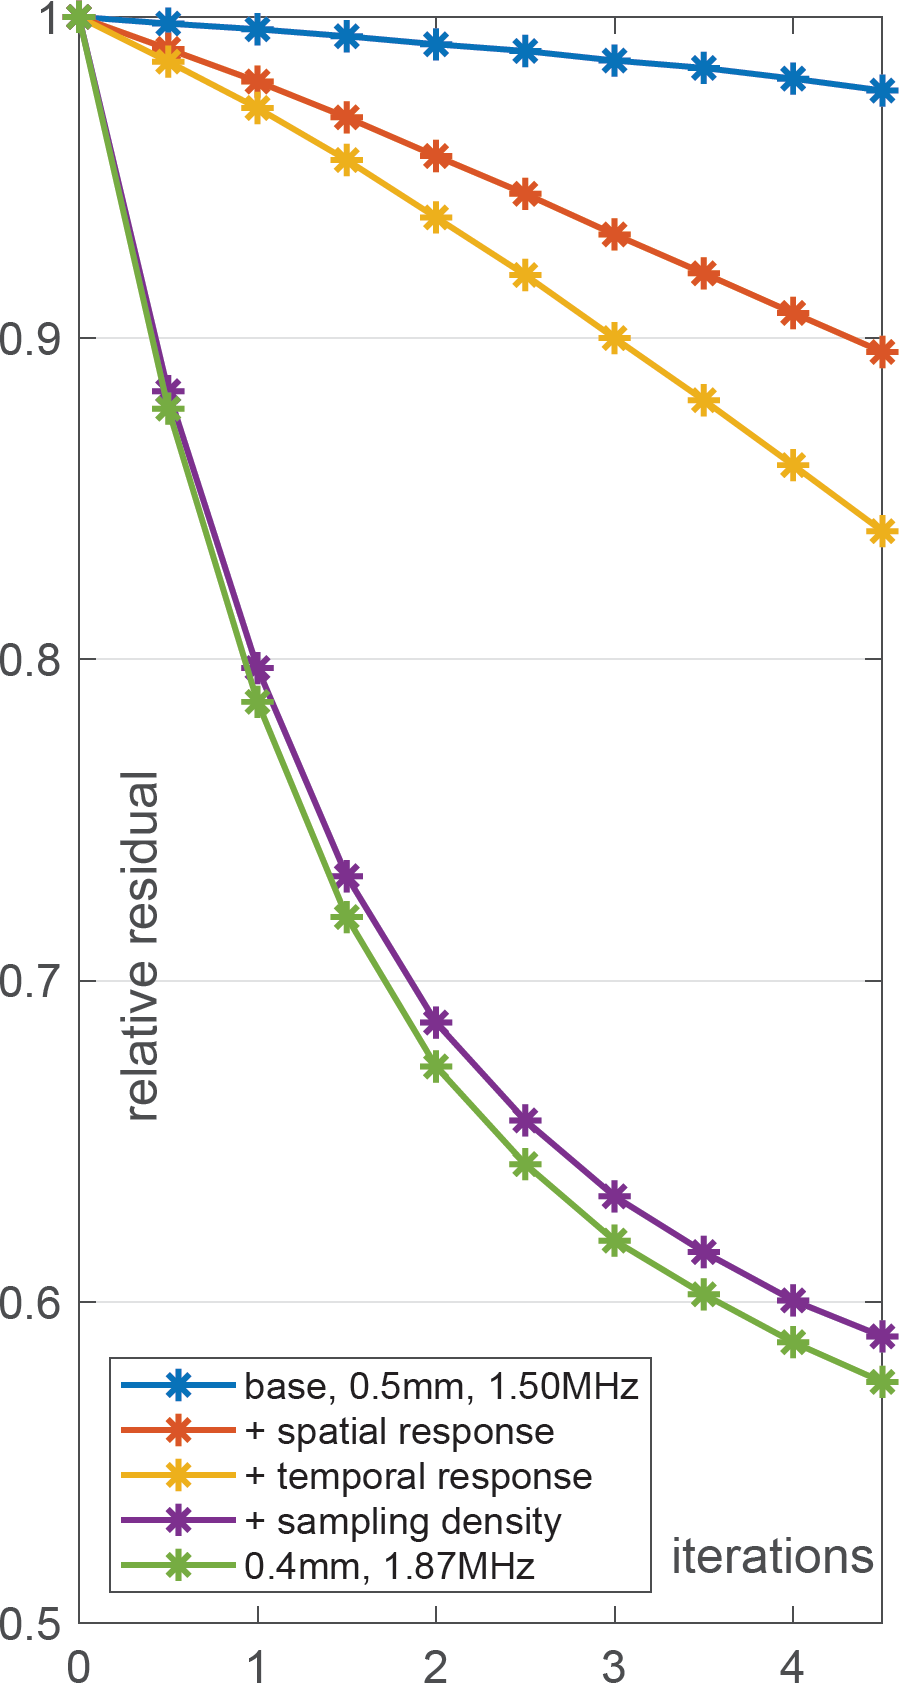 1
0.9
0.8
0.7
0.6
0.5
relative residual
base, 0.5mm, 1.50MHz
+ spatial response
+ temporal response
+ sampling density
0.4mm, 1.87MHz
iterations
0 1 2 3 4